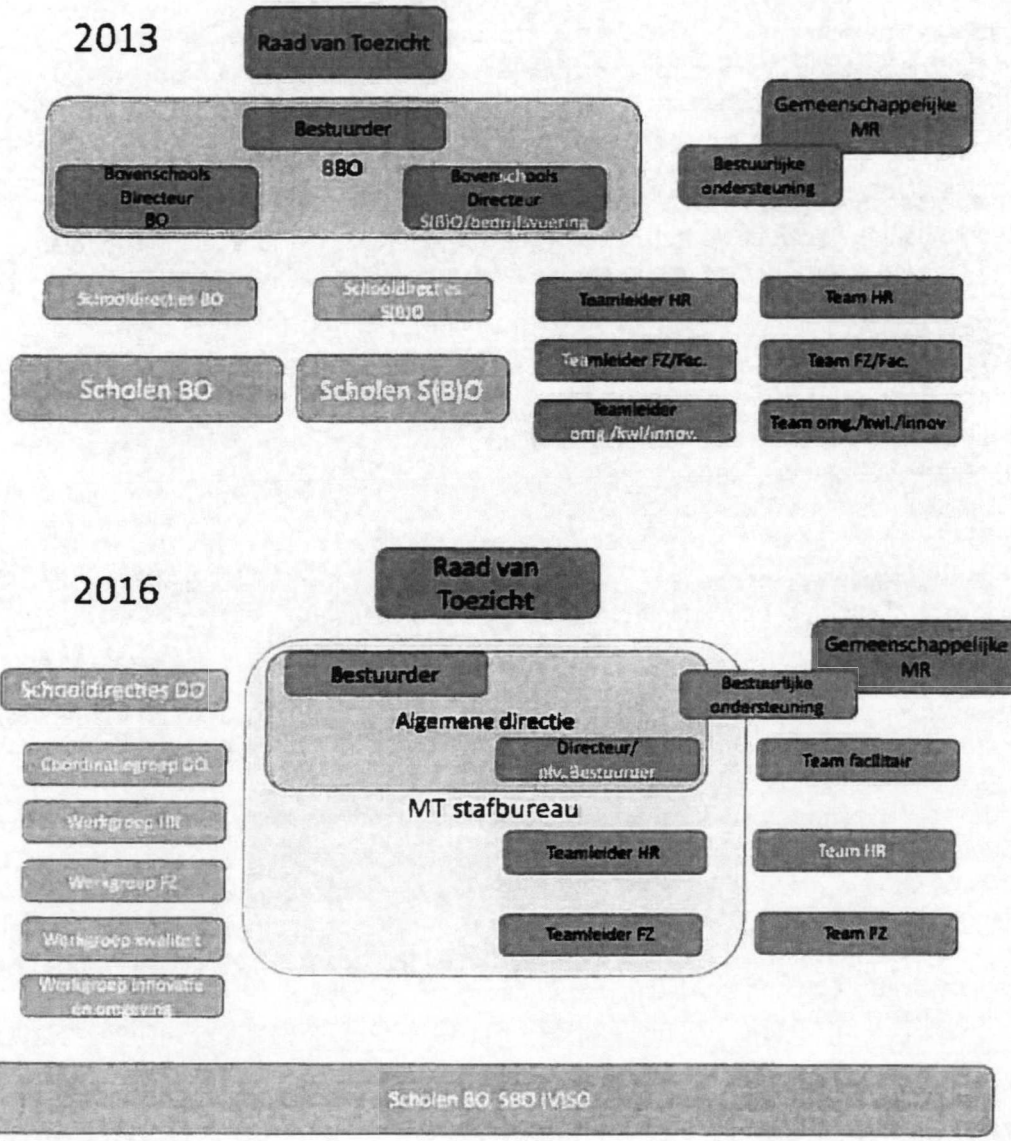 2013
Raad van Toezicht
Bestuurder
BBO
Bovenschools
Directeur
BO
Bovenschools
Directeur
S(B)O/bedrijfsvoering
Gemeenschappelijke
MR
Bestuurlijke
ondersteuning
Schooldirecties BO
Schooldirecties
S(B)O
Teamleider HR
Team HR
Scholen BO
Scholen S(B)O
Teamleider FZ/Fac.
Team FZ/Fac.
Teamleider
omg./kwl/innov.
Team omg./kwl./innov
2016
Raad van
Toezicht
Gemeenschappelijke
MR
Bestuurlijke
ondersteuning
Schooldirecties DO
Bestuurder
Algemene directie
Directeur/
plv. Bestuurder
Coördinatiegroep DO
Team facilitair
MT stafbureau
Werkgroep HR
Teamleider HR
Team HR
Werkgroep FZ
Werkgroep kwaliteit
Teamleider FZ
Team FZ
Werkgroep innovatie
en omgeving
Scholen BO, SBO (V)SO